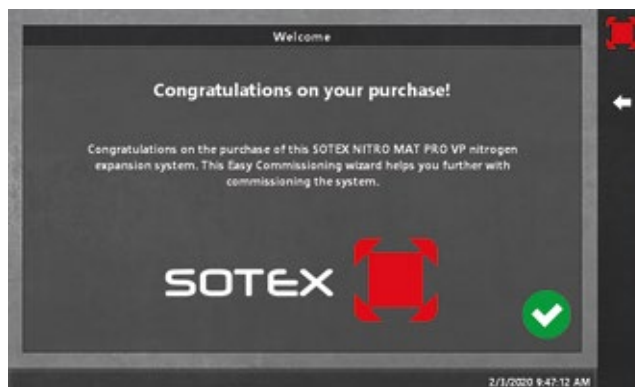 Welcome
Congratulations on your purchase!
Congratulations on the purchase of this SOTEX NITRO MAT PRO VP nitrogen
expansion system. This Easy Commissioning wizard helps you further with
commissioning the system.
SOTEX
2/3/2020 9:47:12 AM